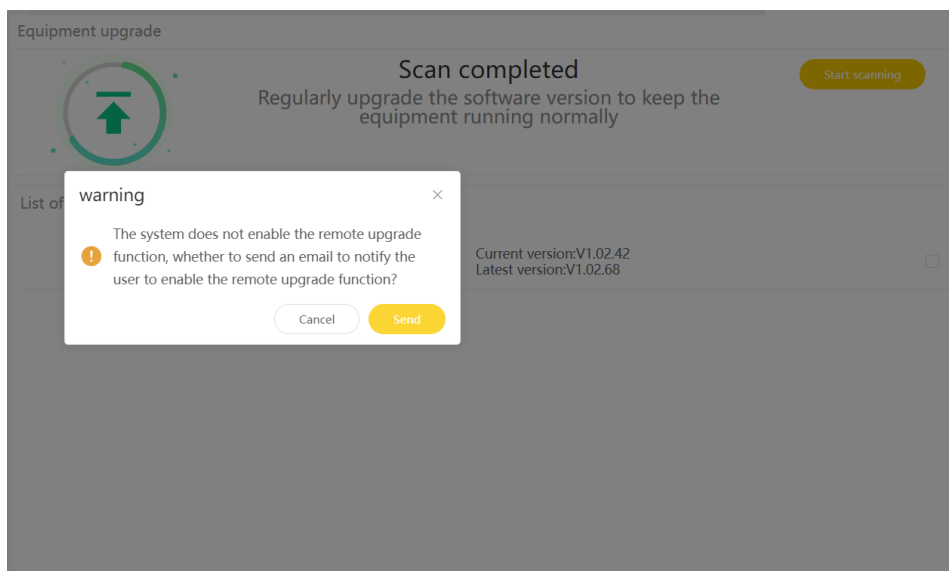 Equipment upgrade
Scan completed
Start scanning
Regularly upgrade the software version to keep the
equipment running normally
List of
warning
The system does not enable the remote upgrade
function, whether to send an email to notify the
user to enable the remote upgrade function?
Cancel
Send
Current version:V1.02.42
Latest version:V1.02.68